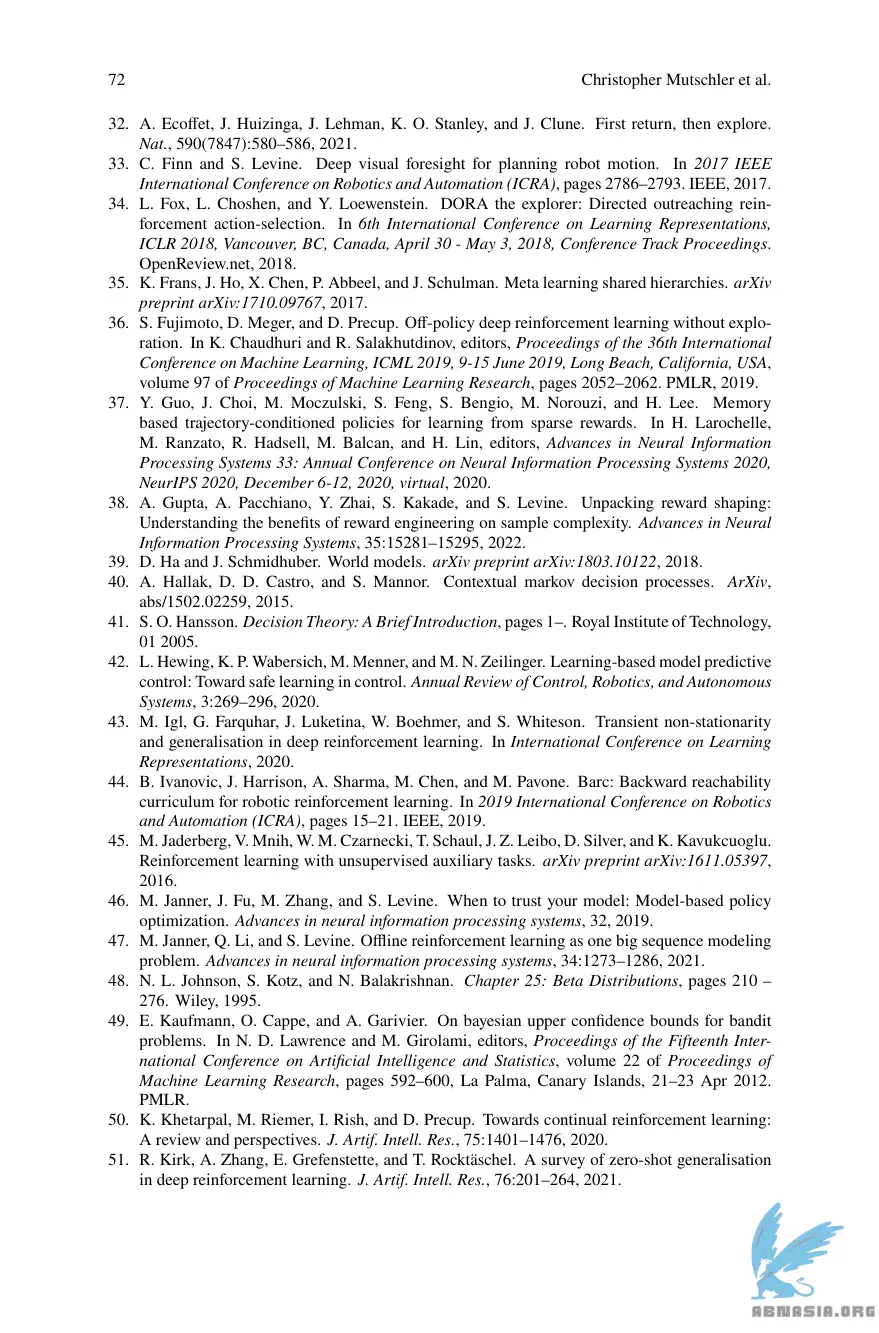 72
Christopher Mutschler et al.
32. A. Ecoffet, J. Huizinga, J. Lehman, K. O. Stanley, and J. Clune. First return, then explore.
Nat., 590(7847):580–586, 2021.
33. C. Finn and S. Levine. Deep visual foresight for planning robot motion. In 2017 IEEE
International Conference on Robotics and Automation (ICRA), pages 2786–2793. IEEE, 2017.
34. L. Fox, L. Choshen, and Y. Loewenstein. DORA the explorer: Directed outreaching rein-
forcement action-selection. In 6th International Conference on Learning Representations,
ICLR 2018, Vancouver, BC, Canada, April 30 - May 3, 2018, Conference Track Proceedings.
OpenReview.net, 2018.
35. K. Frans, J. Ho, X. Chen, P. Abbeel, and J. Schulman. Meta learning shared hierarchies. arXiv
preprint arXiv:1710.09767, 2017.
36. S. Fujimoto, D. Meger, and D. Precup. Off-policy deep reinforcement learning without explo-
ration. In K. Chaudhuri and R. Salakhutdinov, editors, Proceedings of the 36th International
Conference on Machine Learning, ICML 2019, 9-15 June 2019, Long Beach, California, USA,
volume 97 of Proceedings of Machine Learning Research, pages 2052–2062. PMLR, 2019.
37. Y. Guo, J. Choi, M. Moczulski, S. Feng, S. Bengio, M. Norouzi, and H. Lee. Memory
based trajectory-conditioned policies for learning from sparse rewards. In H. Larochelle,
M. Ranzato, R. Hadsell, M. Balcan, and H. Lin, editors, Advances in Neural Information
Processing Systems 33: Annual Conference on Neural Information Processing Systems 2020,
NeurIPS 2020, December 6-12, 2020, virtual, 2020.
38. A. Gupta, A. Pacchiano, Y. Zhai, S. Kakade, and S. Levine. Unpacking reward shaping:
Understanding the benefits of reward engineering on sample complexity. Advances in Neural
Information Processing Systems, 35:15281–15295, 2022.
39. D. Ha and J. Schmidhuber. World models. arXiv preprint arXiv:1803.10122, 2018.
40. A. Hallak, D. D. Castro, and S. Mannor. Contextual markov decision processes. ArXiv,
abs/1502.02259, 2015.
41. S. O. Hansson. Decision Theory: A Brief Introduction, pages 1–. Royal Institute of Technology,
01 2005.
42. L. Hewing, K. P. Wabersich, M. Menner, and M. N. Zeilinger. Learning-based model predictive
control: Toward safe learning in control. Annual Review of Control, Robotics, and Autonomous
Systems, 3:269–296, 2020.
43. M. Igl, G. Farquhar, J. Luketina, W. Boehmer, and S. Whiteson. Transient non-stationarity
and generalisation in deep reinforcement learning. In International Conference on Learning
Representations, 2020.
44. B. Ivanovic, J. Harrison, A. Sharma, M. Chen, and M. Pavone. Barc: Backward reachability
curriculum for robotic reinforcement learning. In 2019 International Conference on Robotics
and Automation (ICRA), pages 15–21. IEEE, 2019.
45. M. Jaderberg, V. Mnih, W. M. Czarnecki, T. Schaul, J. Z. Leibo, D. Silver, and K. Kavukcuoglu.
Reinforcement learning with unsupervised auxiliary tasks. arXiv preprint arXiv:1611.05397,
2016.
46. M. Janner, J. Fu, M. Zhang, and S. Levine. When to trust your model: Model-based policy
optimization. Advances in neural information processing systems, 32, 2019.
47. M. Janner, Q. Li, and S. Levine. Offline reinforcement learning as one big sequence modeling
problem. Advances in neural information processing systems, 34:1273–1286, 2021.
48. N. L. Johnson, S. Kotz, and N. Balakrishnan. Chapter 25: Beta Distributions, pages 210 –
276. Wiley, 1995.
49. E. Kaufmann, O. Cappe, and A. Garivier. On bayesian upper confidence bounds for bandit
problems. In N. D. Lawrence and M. Girolami, editors, Proceedings of the Fifteenth Inter-
national Conference on Artificial Intelligence and Statistics, volume 22 of Proceedings of
Machine Learning Research, pages 592–600, La Palma, Canary Islands, 21–23 Apr 2012.
PMLR.
50. K. Khetarpal, M. Riemer, I. Rish, and D. Precup. Towards continual reinforcement learning:
A review and perspectives. J. Artif. Intell. Res., 75:1401–1476, 2020.
51. R. Kirk, A. Zhang, E. Grefenstette, and T. Rocktäschel. A survey of zero-shot generalisation
in deep reinforcement learning. J. Artif. Intell. Res., 76:201–264, 2021.
ABNASIA.ORG